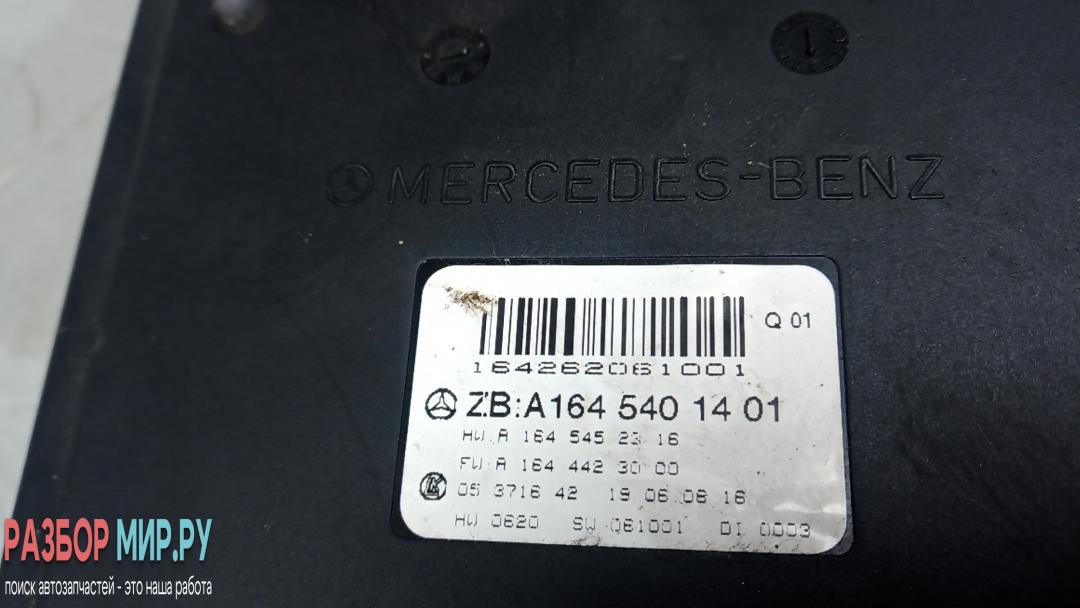 MERCEDES-BENZ
Q 01
164262061001
ZB:A164 540 14 01
HW:A 164 545 23 16
FW:A 164 442 30 00
05 3716 42 19 06.08 16
HW 0620 SW 061001 DI 0003
РАЗБОР МИР.РУ
поиск автозапчастей - это наша работа